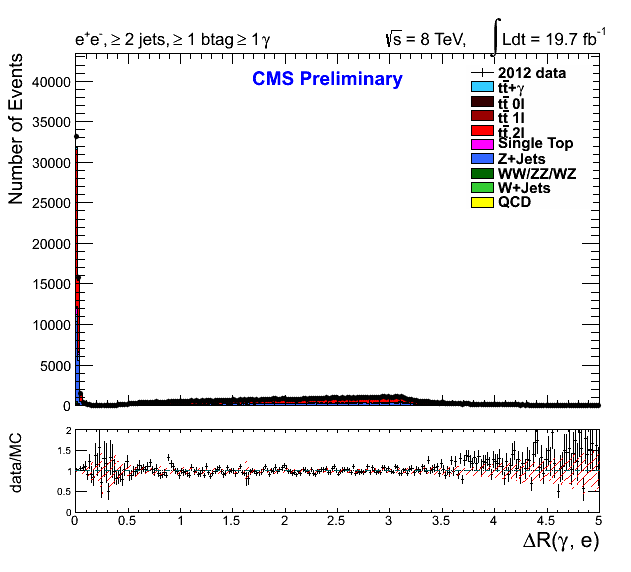 e⁺e⁻, ≥ 2 jets, ≥ 1 btag ≥ 1 γ √s = 8 TeV, ∫ Ldt = 19.7 fb⁻¹
CMS Preliminary
Number of Events
40000
35000
30000
25000
20000
15000
10000
5000
0
2012 data
tt̄+γ
tt̄ 0l
tt̄ 1l
tt̄ 2l
Single Top
Z+Jets
WW/ZZ/WZ
W+Jets
QCD
data/MC
2
1.5
1
0.5
0
0 0.5 1 1.5 2 2.5 3 3.5 4 4.5 5
ΔR(γ, e)